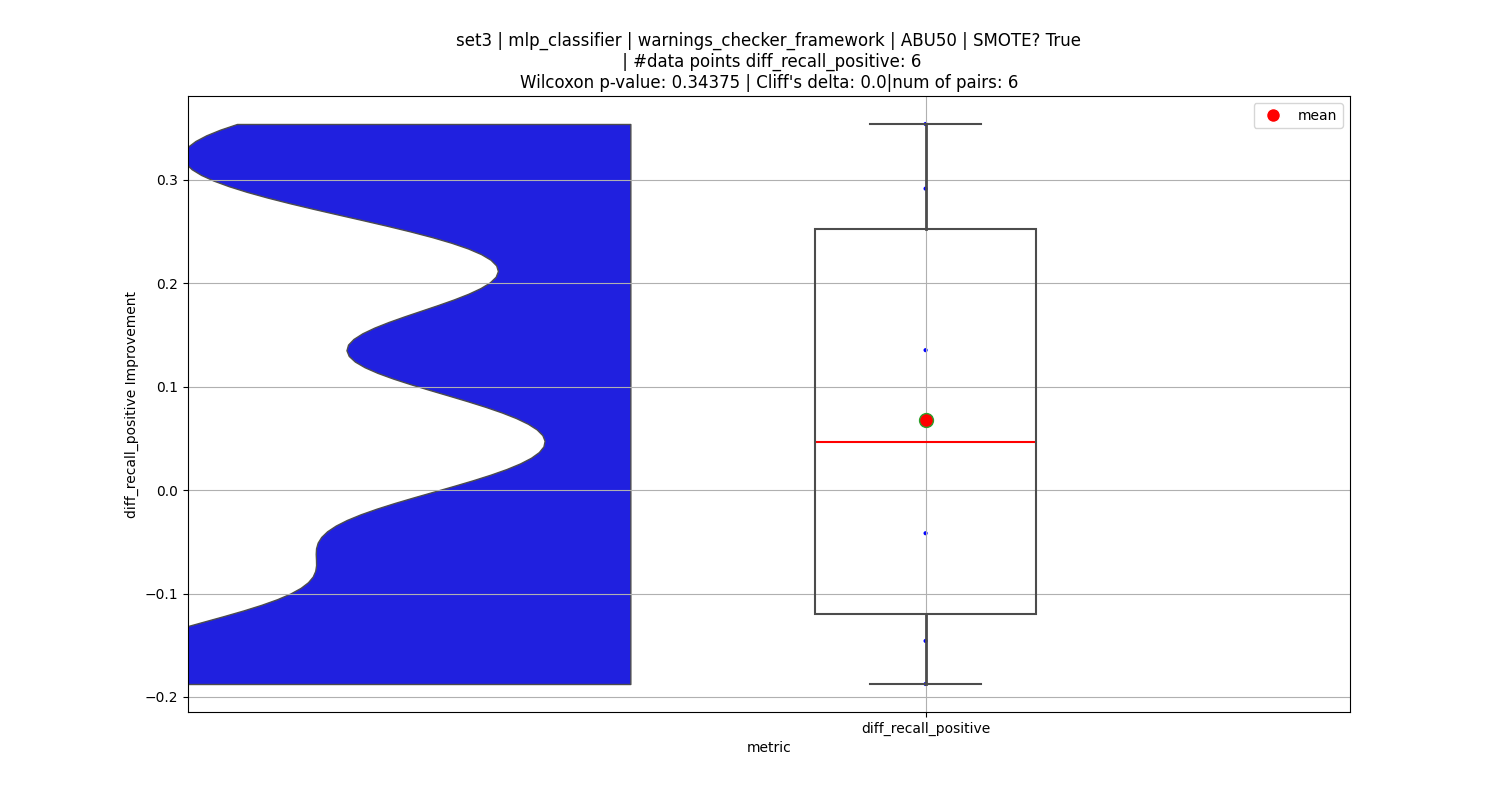 set3 | mlp_classifier | warnings_checker_framework | ABU50 | SMOTE? True
| #data points diff_recall_positive: 6
Wilcoxon p-value: 0.34375 | Cliff's delta: 0.0|num of pairs: 6
mean
0.3
0.2
0.1
0.0
−0.1
−0.2
diff_recall_positive Improvement
diff_recall_positive
metric